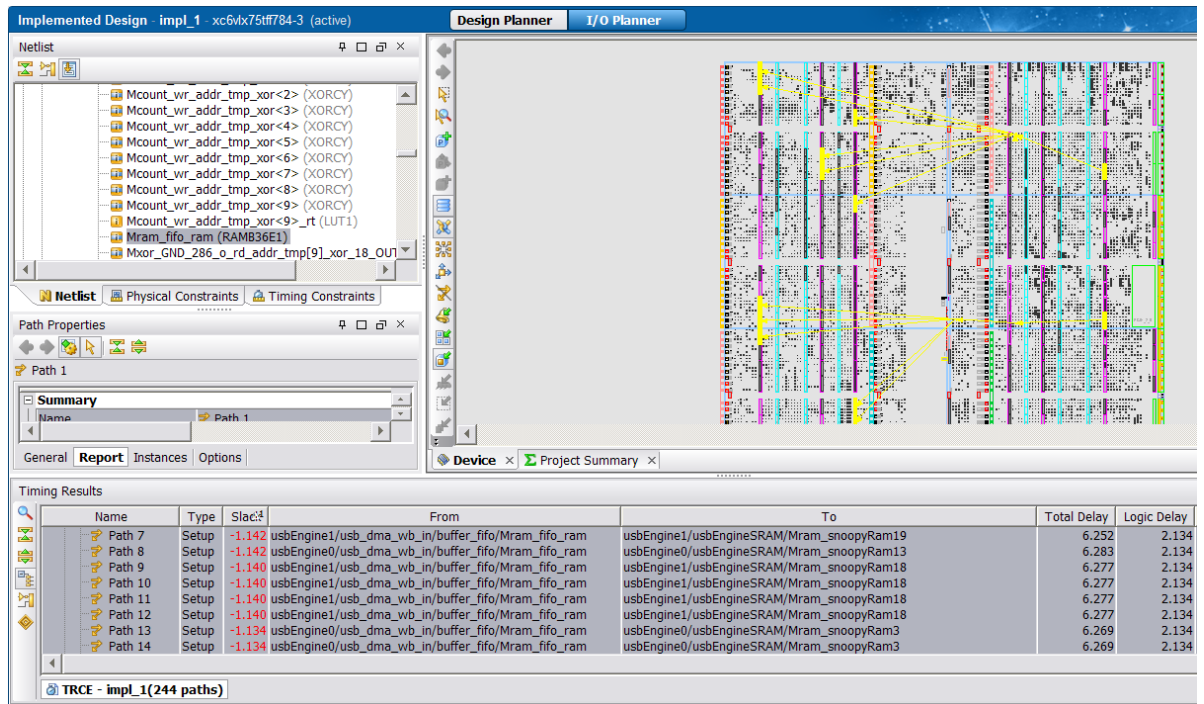 Implemented Design - impl_1 - xc6vlx75tff784-3 (active)
Design Planner
I/O Planner
Netlist
Mcount_wr_addr_tmp_xor<2> (XORCY)
Mcount_wr_addr_tmp_xor<3> (XORCY)
Mcount_wr_addr_tmp_xor<4> (XORCY)
Mcount_wr_addr_tmp_xor<5> (XORCY)
Mcount_wr_addr_tmp_xor<6> (XORCY)
Mcount_wr_addr_tmp_xor<7> (XORCY)
Mcount_wr_addr_tmp_xor<8> (XORCY)
Mcount_wr_addr_tmp_xor<9> (XORCY)
Mcount_wr_addr_tmp_xor<9>_rt (LUT1)
Mram_fifo_ram (RAMB36E1)
Mxor_GND_286_o_rd_addr_tmp[9]_xor_18_OUT
Netlist Physical Constraints Timing Constraints
Path Properties
Path 1
Summary
Name Path 1
General Report Instances Options
Device Project Summary
Timing Results
Name Type Slack From To Total Delay Logic Delay
Path 7 Setup -1.142 usbEngine1/usb_dma_wb_in/buffer_fifo/Mram_fifo_ram usbEngine1/usbEngineSRAM/Mram_snoopyRam19 6.252 2.134
Path 8 Setup -1.142 usbEngine0/usb_dma_wb_in/buffer_fifo/Mram_fifo_ram usbEngine0/usbEngineSRAM/Mram_snoopyRam13 6.283 2.134
Path 9 Setup -1.140 usbEngine1/usb_dma_wb_in/buffer_fifo/Mram_fifo_ram usbEngine1/usbEngineSRAM/Mram_snoopyRam18 6.277 2.134
Path 10 Setup -1.140 usbEngine1/usb_dma_wb_in/buffer_fifo/Mram_fifo_ram usbEngine1/usbEngineSRAM/Mram_snoopyRam18 6.277 2.134
Path 11 Setup -1.140 usbEngine1/usb_dma_wb_in/buffer_fifo/Mram_fifo_ram usbEngine1/usbEngineSRAM/Mram_snoopyRam18 6.277 2.134
Path 12 Setup -1.140 usbEngine1/usb_dma_wb_in/buffer_fifo/Mram_fifo_ram usbEngine1/usbEngineSRAM/Mram_snoopyRam18 6.277 2.134
Path 13 Setup -1.134 usbEngine0/usb_dma_wb_in/buffer_fifo/Mram_fifo_ram usbEngine0/usbEngineSRAM/Mram_snoopyRam3 6.269 2.134
Path 14 Setup -1.134 usbEngine0/usb_dma_wb_in/buffer_fifo/Mram_fifo_ram usbEngine0/usbEngineSRAM/Mram_snoopyRam3 6.269 2.134
TRCE - impl_1(244 paths)